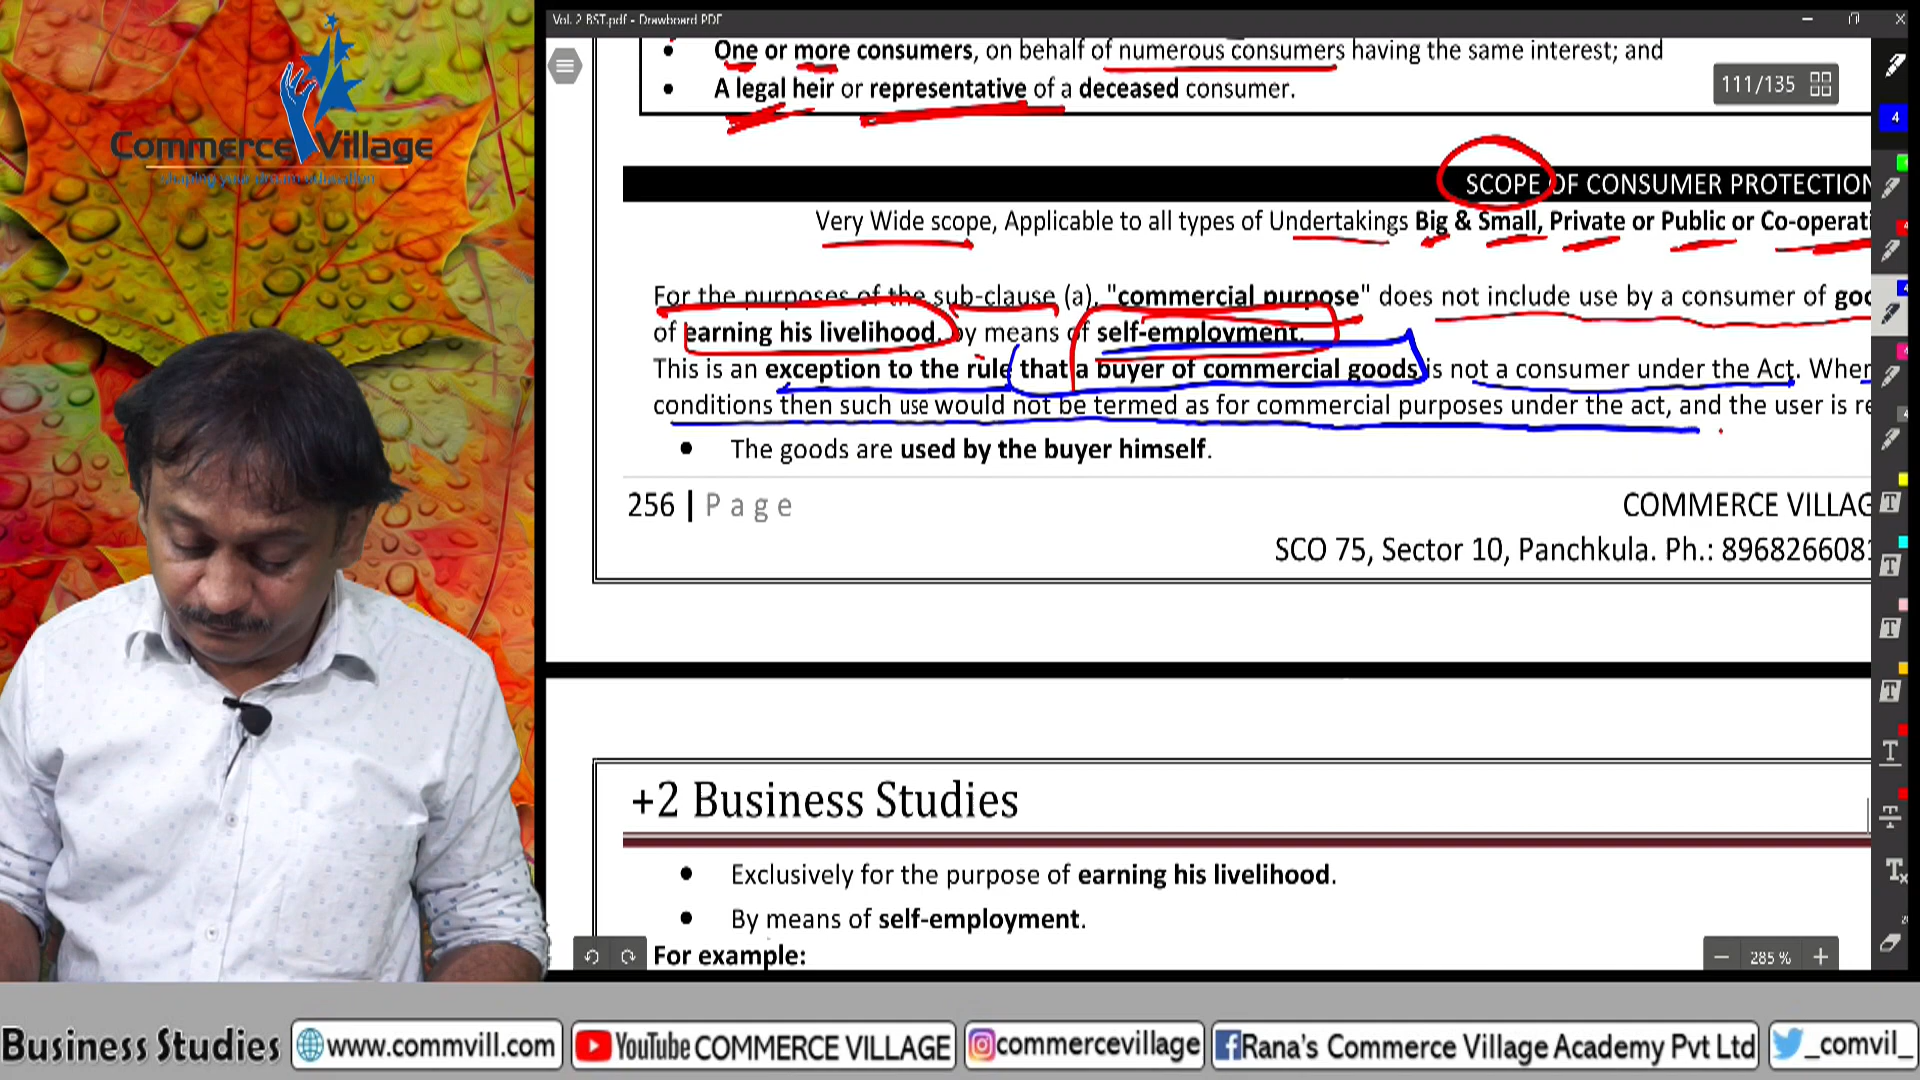 Vol. 2 BST.pdf - Drawboard PDF
Commerce Village
shaping your dream education
• One or more consumers, on behalf of numerous consumers having the same interest; and
• A legal heir or representative of a deceased consumer.
111/135
4
SCOPE OF CONSUMER PROTECTION
Very Wide scope, Applicable to all types of Undertakings Big & Small, Private or Public or Co-operati
For the purposes of the sub-clause (a), "commercial purpose" does not include use by a consumer of goo
of earning his livelihood, by means of self-employment.
This is an exception to the rule that a buyer of commercial goods is not a consumer under the Act. When
conditions then such use would not be termed as for commercial purposes under the act, and the user is re
• The goods are used by the buyer himself.
256 | Page
COMMERCE VILLAG
SCO 75, Sector 10, Panchkula. Ph.: 8968266081
+2 Business Studies
• Exclusively for the purpose of earning his livelihood.
• By means of self-employment.
For example:
285 %
Business Studies
www.commvill.com
YouTube COMMERCE VILLAGE
commercevillage
Rana's Commerce Village Academy Pvt Ltd
_comvil_